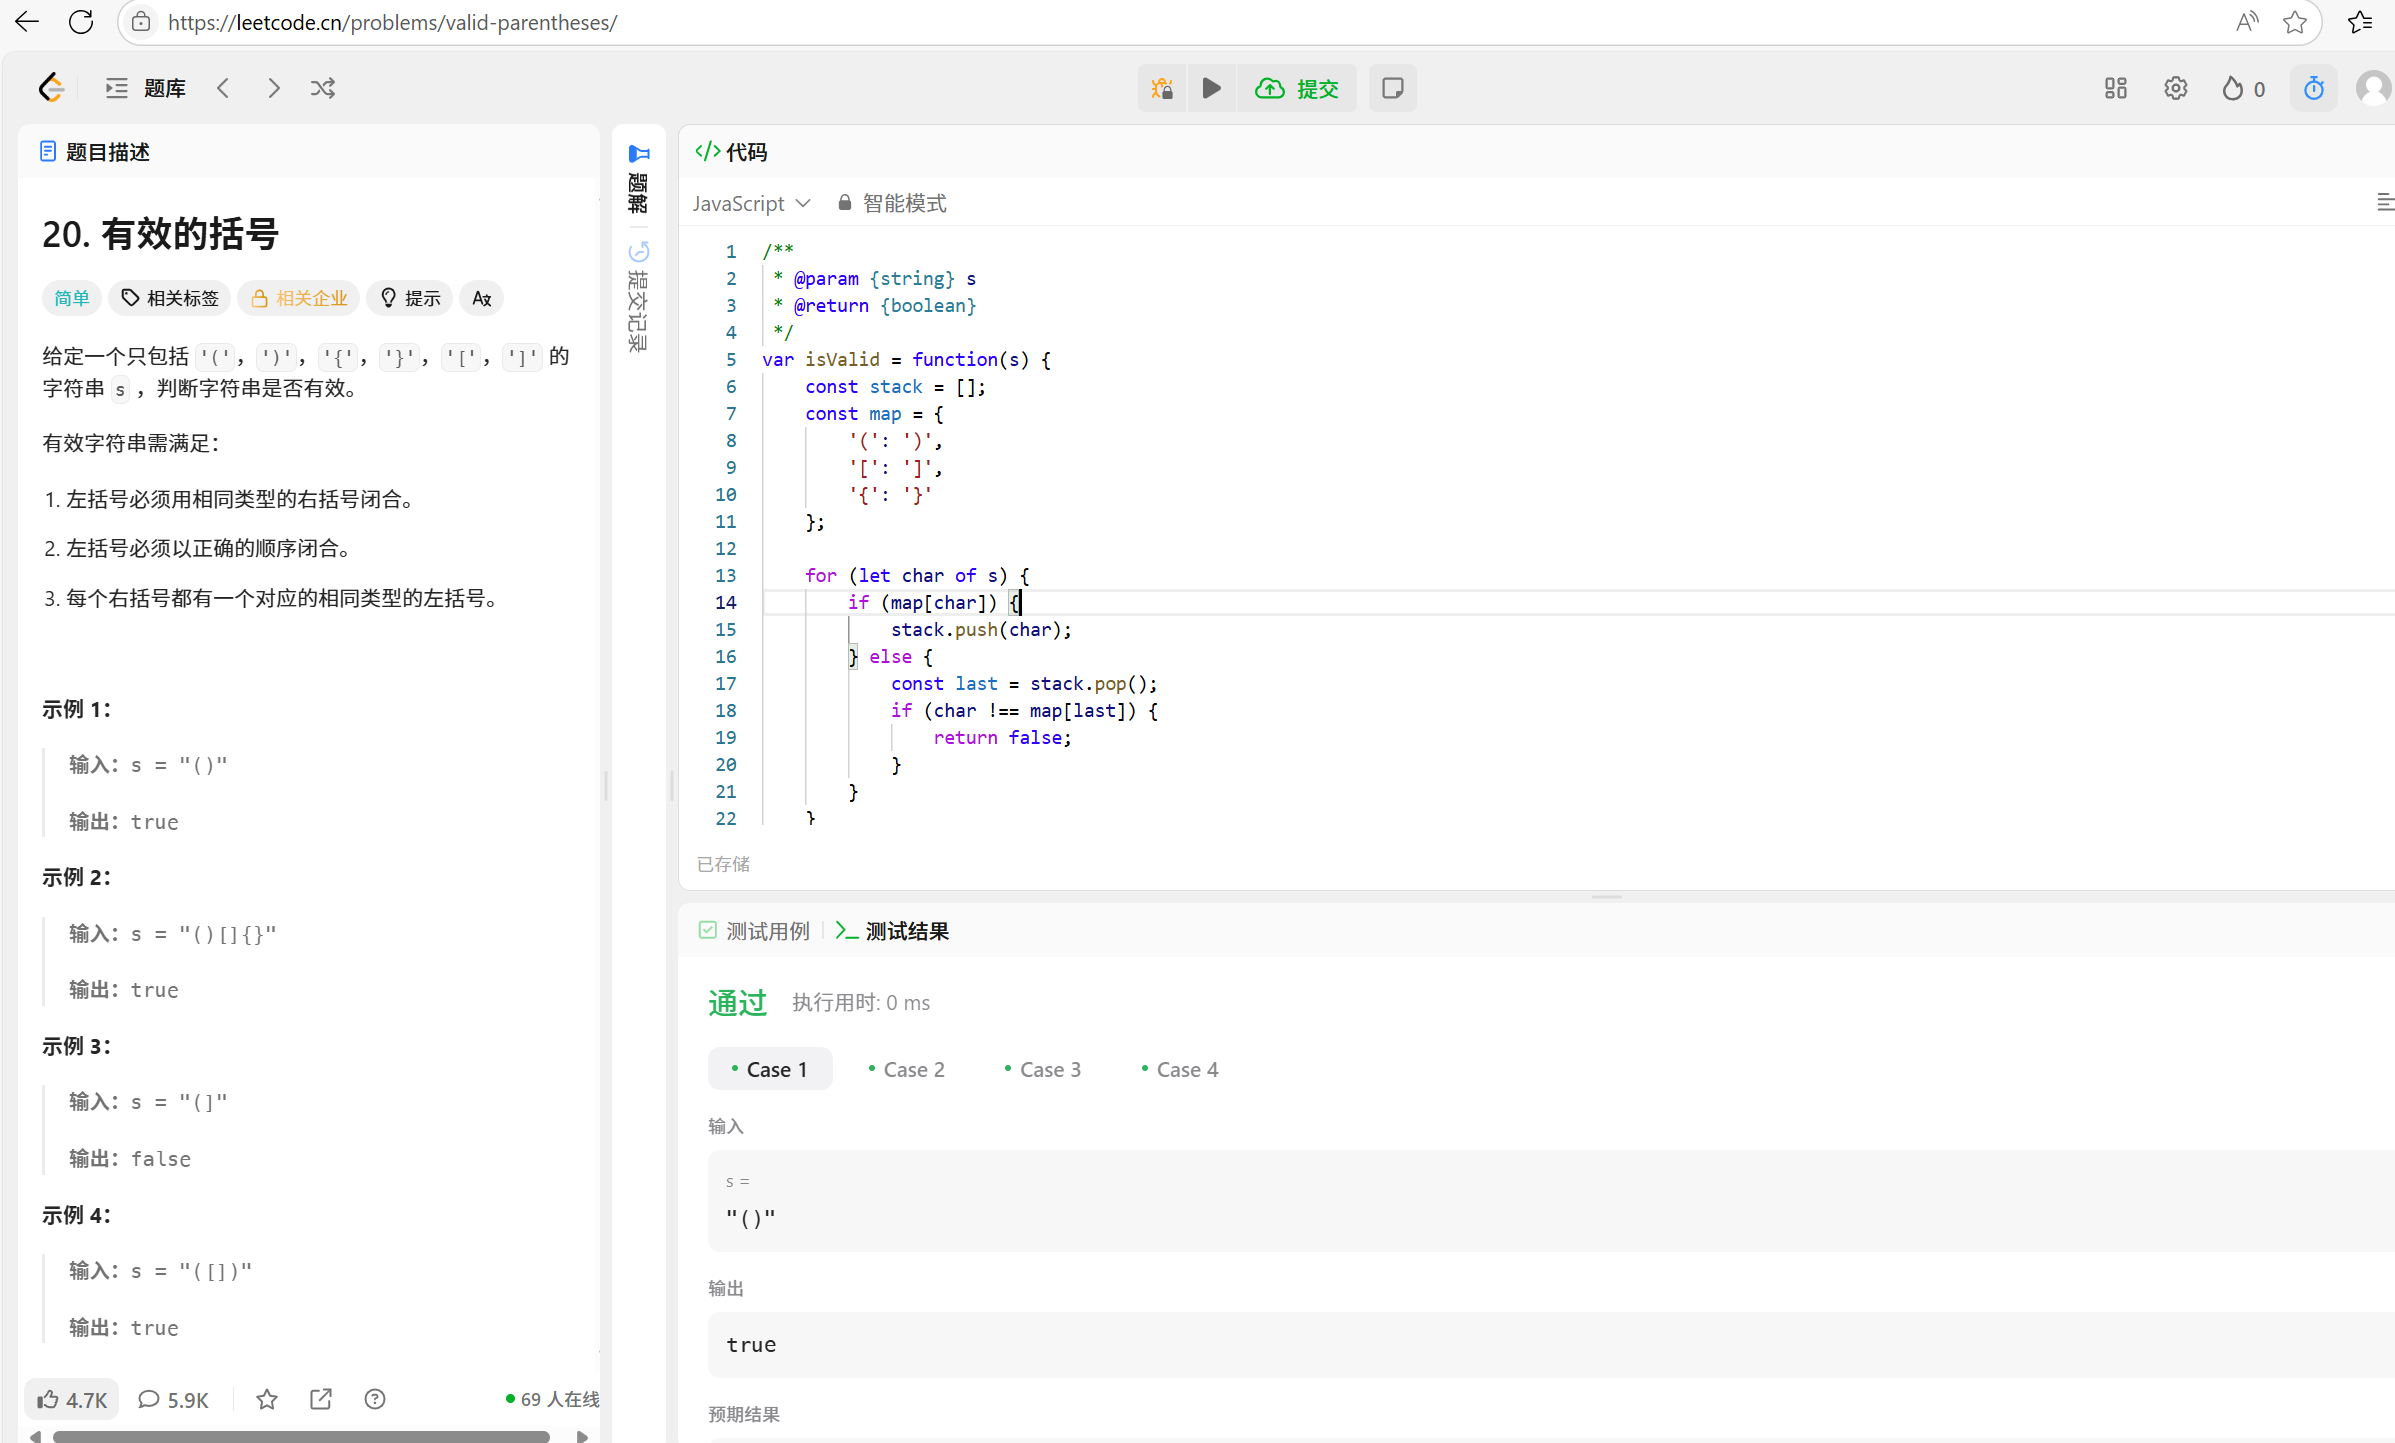 https://leetcode.cn/problems/valid-parentheses/
题库
提交
0
题目描述
20. 有效的括号
简单 相关标签 相关企业 提示
给定一个只包括 '(', ')', '{', '}', '[', ']' 的
字符串 s ，判断字符串是否有效。
有效字符串需满足：
1. 左括号必须用相同类型的右括号闭合。
2. 左括号必须以正确的顺序闭合。
3. 每个右括号都有一个对应的相同类型的左括号。
示例 1：
输入：s = "()"
输出：true
示例 2：
输入：s = "()[]{}"
输出：true
示例 3：
输入：s = "(]"
输出：false
示例 4：
输入：s = "([])"
输出：true
4.7K 5.9K 69 人在线
题解
提交记录
</> 代码
JavaScript 智能模式
1 /**
2  * @param {string} s
3  * @return {boolean}
4  */
5 var isValid = function(s) {
6     const stack = [];
7     const map = {
8         '(': ')',
9         '[': ']',
10         '{': '}'
11     };
12
13     for (let char of s) {
14         if (map[char]) {
15             stack.push(char);
16         } else {
17             const last = stack.pop();
18             if (char !== map[last]) {
19                 return false;
20             }
21         }
22     }
已存储
测试用例 测试结果
通过 执行用时: 0 ms
Case 1 Case 2 Case 3 Case 4
输入
s =
"()"
输出
true
预期结果